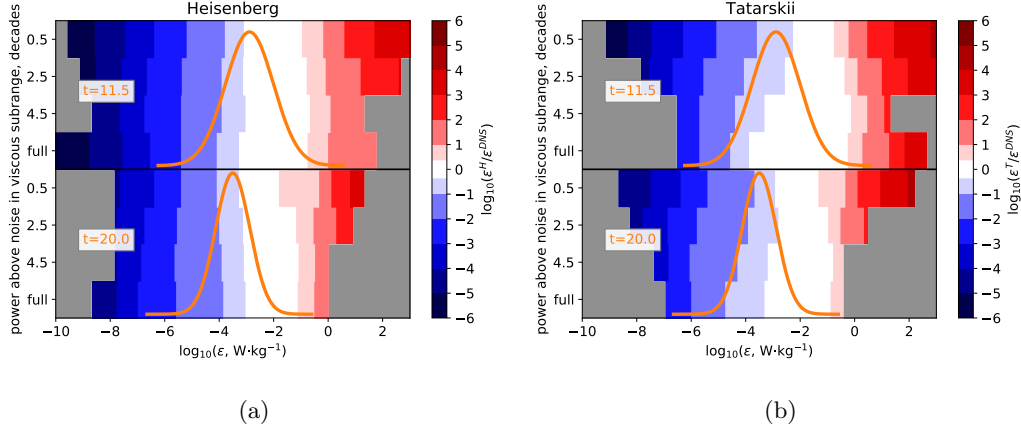 Heisenberg
power above noise in viscous subrange, decades
0.5
2.5
4.5
full
0.5
2.5
4.5
full
t=11.5
t=20.0
−10 −8 −6 −4 −2 0 2
log₁₀(ε, W·kg⁻¹)
6
5
4
3
2
1
0
−1
−2
−3
−4
−5
−6
log₁₀(ε^H/ε^DNS)
(a)
Tatarskii
power above noise in viscous subrange, decades
0.5
2.5
4.5
full
0.5
2.5
4.5
full
t=11.5
t=20.0
−10 −8 −6 −4 −2 0 2
log₁₀(ε, W·kg⁻¹)
6
5
4
3
2
1
0
−1
−2
−3
−4
−5
−6
log₁₀(ε^T/ε^DNS)
(b)